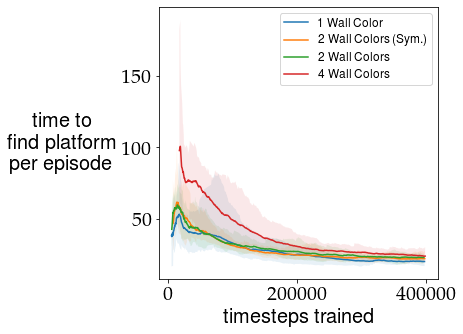 1 Wall Color
2 Wall Colors (Sym.)
2 Wall Colors
4 Wall Colors
time to
find platform
per episode
150
100
50
0
200000
400000
timesteps trained